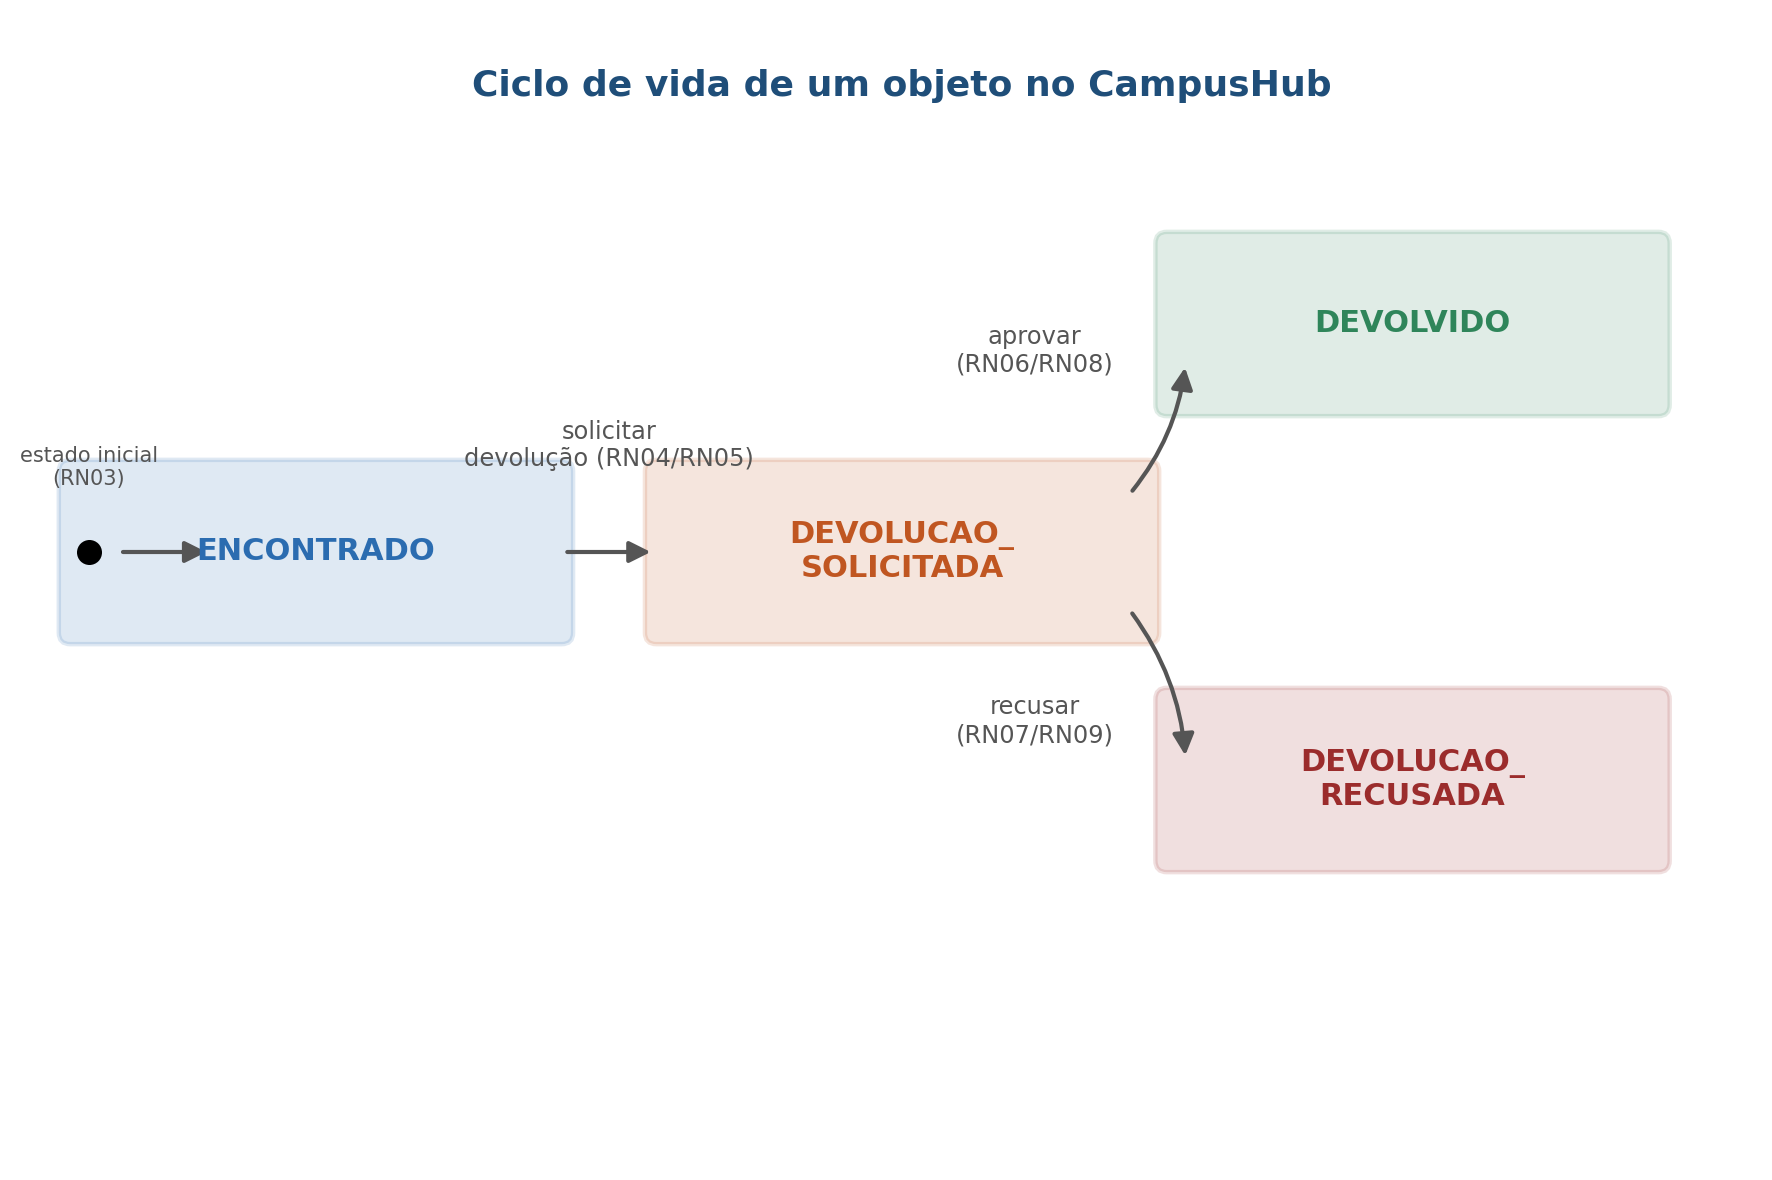 Ciclo de vida de um objeto no CampusHub
estado inicial
(RN03)
ENCONTRADO
solicitar
devolução (RN04/RN05)
DEVOLUCAO_
SOLICITADA
aprovar
(RN06/RN08)
DEVOLVIDO
recusar
(RN07/RN09)
DEVOLUCAO_
RECUSADA